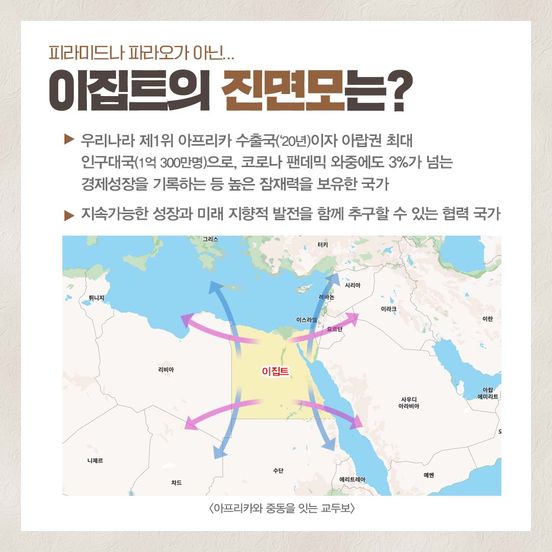 피라미드나 파라오가 아닌...
이집트의 진면모는?
▶ 우리나라 제1위 아프리카 수출국('20년)이자 아랍권 최대
인구대국(1억 300만명)으로, 코로나 팬데믹 와중에도 3%가 넘는
경제성장을 기록하는 등 높은 잠재력을 보유한 국가
▶ 지속가능한 성장과 미래 지향적 발전을 함께 추구할 수 있는 협력 국가
그리스
터키
튀니지
시리아
레바논
이라크
이스라엘
요르단
이란
이집트
리비아
사우디
아라비아
아랍
에미리트
니제르
차드
수단
에리트레아
예멘
<아프리카와 중동을 잇는 교두보>